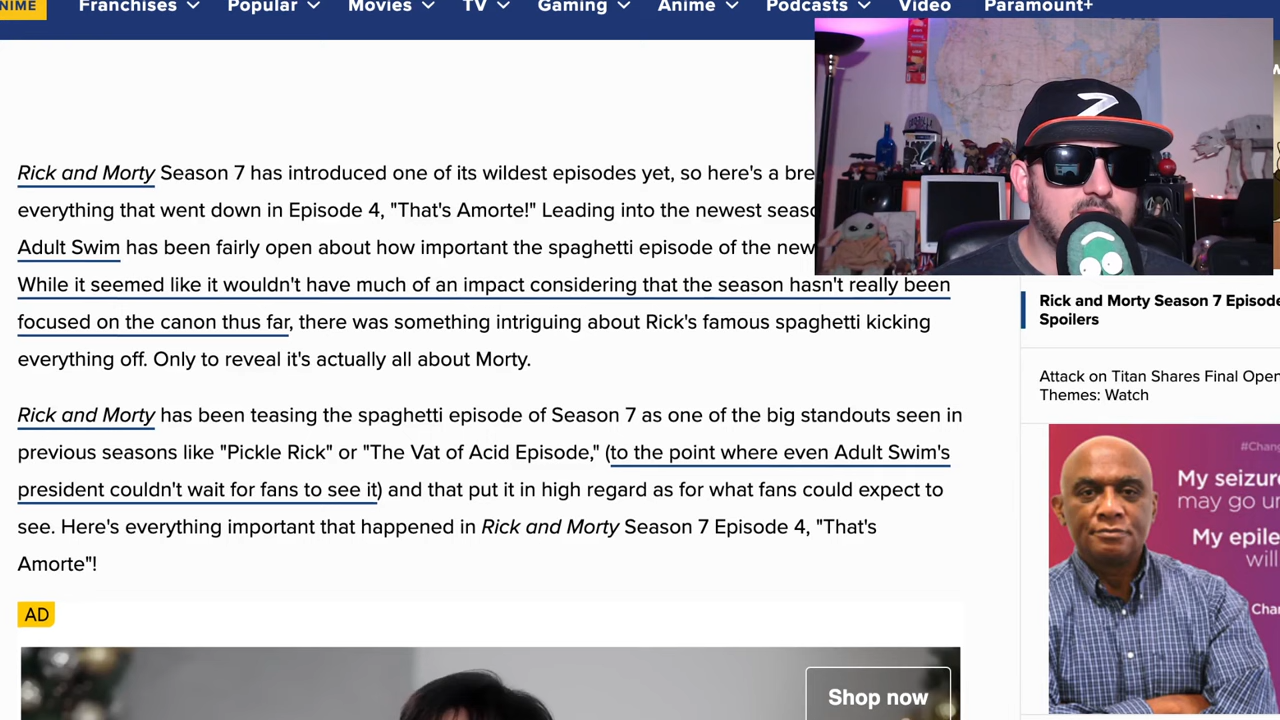 NIME
Franchises
Popular
Movies
TV
Gaming
Anime
Podcasts
Video
Paramount+
Rick and Morty Season 7 has introduced one of its wildest episodes yet, so here's a bre
everything that went down in Episode 4, "That's Amorte!" Leading into the newest seaso
Adult Swim has been fairly open about how important the spaghetti episode of the new
While it seemed like it wouldn't have much of an impact considering that the season hasn't really been
focused on the canon thus far, there was something intriguing about Rick's famous spaghetti kicking
everything off. Only to reveal it's actually all about Morty.
Rick and Morty has been teasing the spaghetti episode of Season 7 as one of the big standouts seen in
previous seasons like "Pickle Rick" or "The Vat of Acid Episode," (to the point where even Adult Swim's
president couldn't wait for fans to see it) and that put it in high regard as for what fans could expect to
see. Here's everything important that happened in Rick and Morty Season 7 Episode 4, "That's
Amorte"!
AD
Shop now
Rick and Morty Season 7 Episode
Spoilers
Attack on Titan Shares Final Open
Themes: Watch
#Chang
My seizur
may go un
My epile
will
Chan